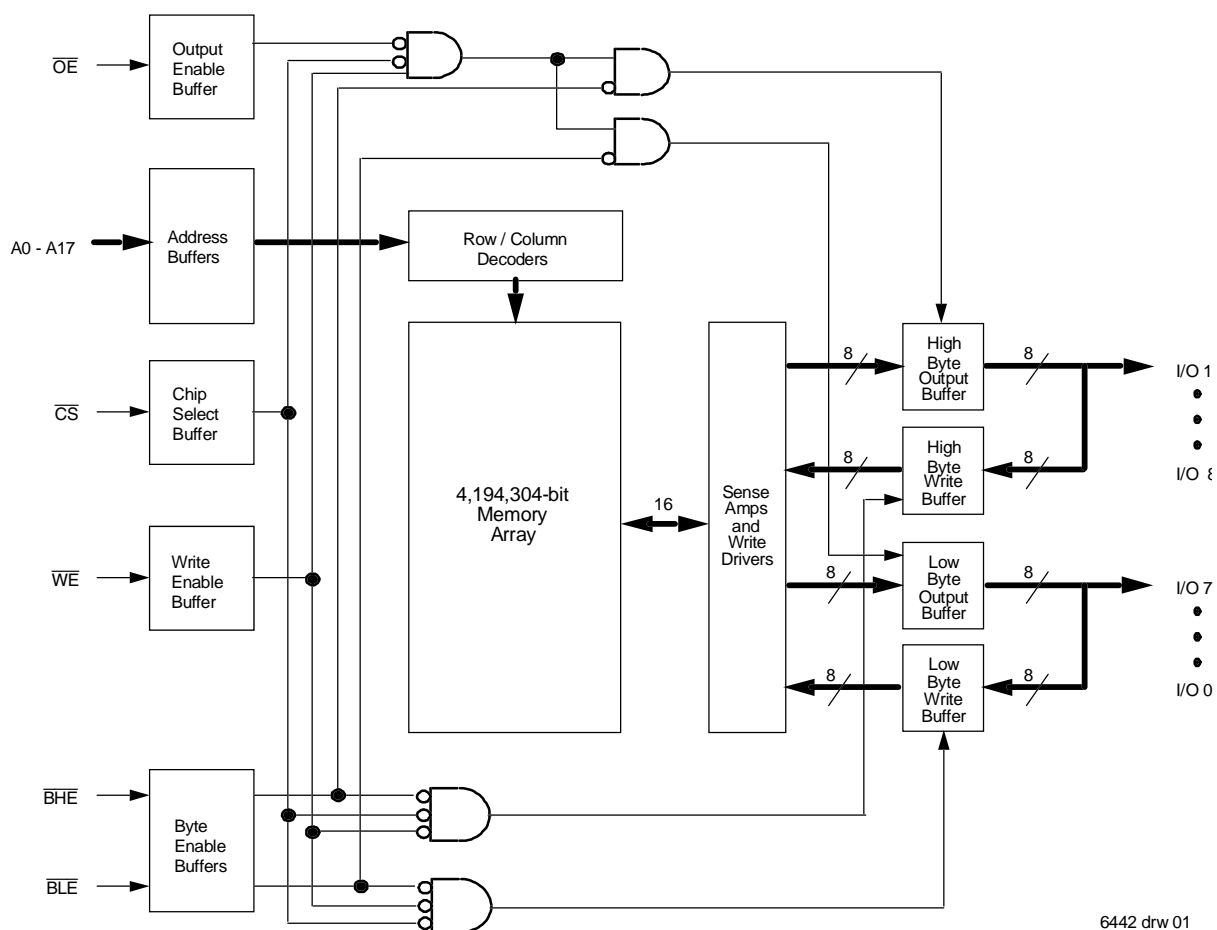 OE
Output
Enable
Buffer
A0 - A17
Address
Buffers
Row / Column
Decoders
CS
Chip
Select
Buffer
WE
Write
Enable
Buffer
4,194,304-bit
Memory
Array
16
Sense
Amps
and
Write
Drivers
8
High
Byte
Output
Buffer
8
I/O 1
8
High
Byte
Write
Buffer
8
I/O 8
8
Low
Byte
Output
Buffer
8
I/O 7
8
Low
Byte
Write
Buffer
8
I/O 0
BHE
Byte
Enable
Buffers
BLE
6442 drw 01